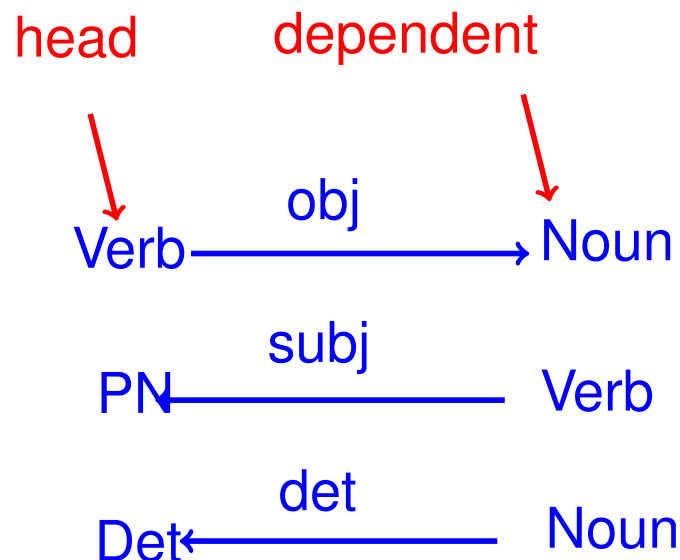 head dependent
obj
Verb Noun
subj
PN Verb
det
Det Noun